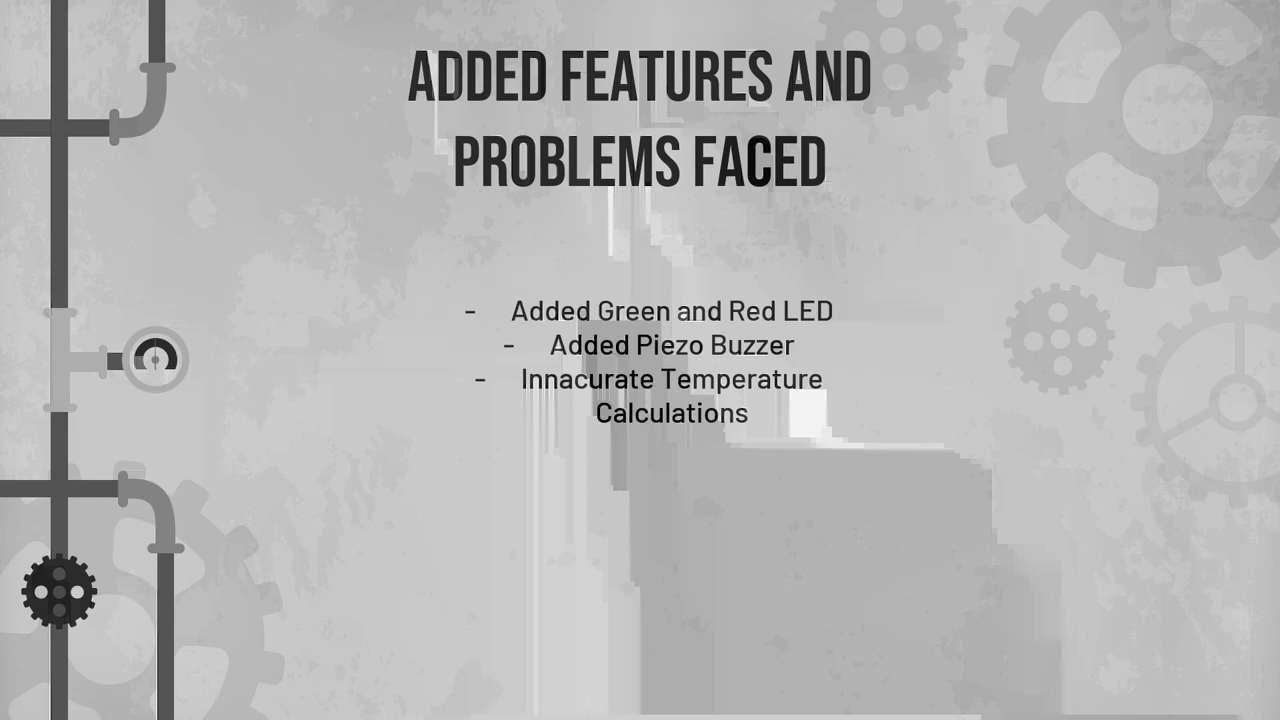 ADDED FEATURES AND
PROBLEMS FACED
- Added Green and Red LED
- Added Piezo Buzzer
- Innacurate Temperature
Calculations